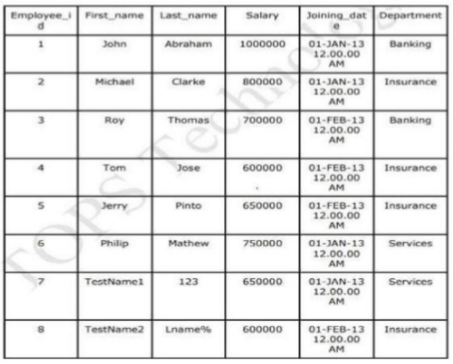 Employee_i d First_name Last_name Salary Joining_dat e Department
1 John Abraham 1000000 01-JAN-13 12.00.00 AM Banking
2 Michael Clarke 800000 01-JAN-13 12.00.00 AM Insurance
3 Roy Thomas 700000 01-FEB-13 12.00.00 AM Banking
4 Tom Jose 600000 01-FEB-13 12.00.00 AM Insurance
5 Jerry Pinto 650000 01-FEB-13 12.00.00 AM Insurance
6 Philip Mathew 750000 01-JAN-13 12.00.00 AM Services
7 TestName1 123 650000 01-JAN-13 12.00.00 AM Services
8 TestName2 Lname% 600000 01-FEB-13 12.00.00 AM Insurance
TOPS Technolog